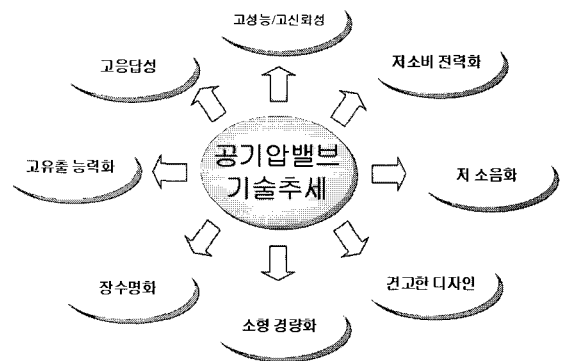 고성능/고신뢰성
고응답성
저소비 전력화
공기압밸브
기술추세
고유출 능력화
저 소음화
장수명화
견고한 디자인
소형 경량화